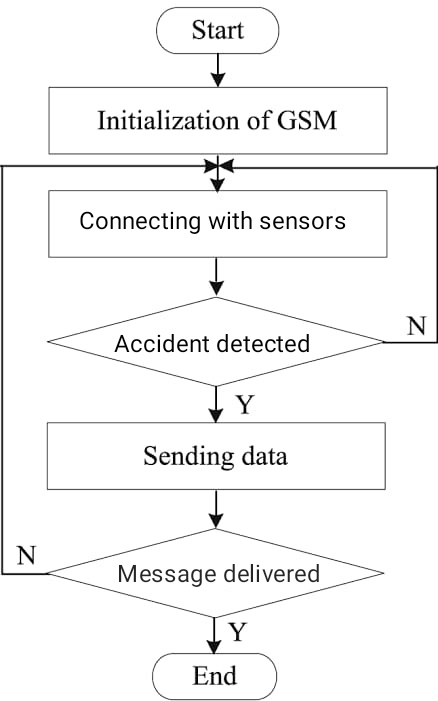 Start
Initialization of GSM
Connecting with sensors
Accident detected
N
Y
Sending data
N
Message delivered
Y
End